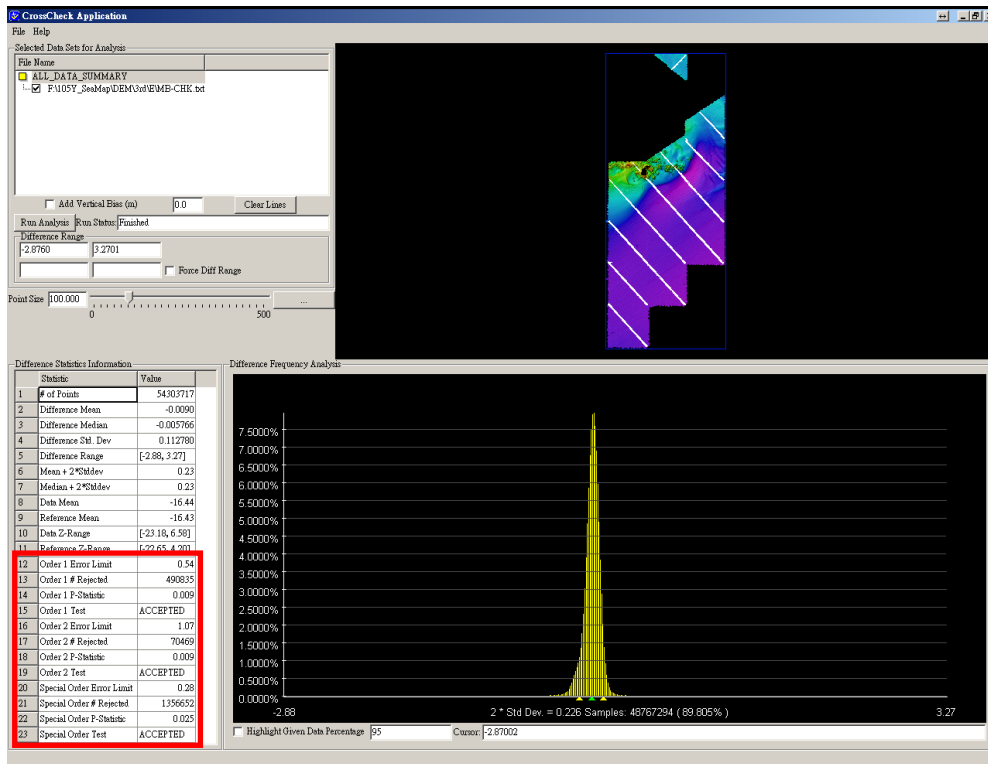 CrossCheck Application
File Help
Selected Data Sets for Analysis
File Name
ALL_DATA_SUMMARY
F:\105Y_SeaMap\DEM\3rd\E\MB-CHK.txt
Add Vertical Bias (m) 0.0 Clear Lines
Run Analysis Run Status: Finished
Difference Range
-2.8760 3.2701
Force Diff Range
Point Size 100.000 ...
0 500
Difference Statistics Information
Statistic Value
1 # of Points 54303717
2 Difference Mean -0.0090
3 Difference Median -0.005766
4 Difference Std. Dev 0.112780
5 Difference Range [-2.88, 3.27]
6 Mean + 2*Stddev 0.23
7 Median + 2*Stddev 0.23
8 Data Mean -16.44
9 Reference Mean -16.43
10 Data Z-Range [-23.18, 6.58]
11 Reference Z-Range [-22.65, 4.20]
12 Order 1 Error Limit 0.54
13 Order 1 # Rejected 490835
14 Order 1 P-Statistic 0.009
15 Order 1 Test ACCEPTED
16 Order 2 Error Limit 1.07
17 Order 2 # Rejected 70469
18 Order 2 P-Statistic 0.009
19 Order 2 Test ACCEPTED
20 Special Order Error Limit 0.28
21 Special Order # Rejected 1356652
22 Special Order P-Statistic 0.025
23 Special Order Test ACCEPTED
Difference Frequency Analysis
7.5000%
7.0000%
6.5000%
6.0000%
5.5000%
5.0000%
4.5000%
4.0000%
3.5000%
3.0000%
2.5000%
2.0000%
1.5000%
1.0000%
0.5000%
0.0000%
-2.88 2 * Std Dev. = 0.226 Samples: 48767294 ( 89.805% ) 3.27
Highlight Given Data Percentage 95 Cursor: -2.87002